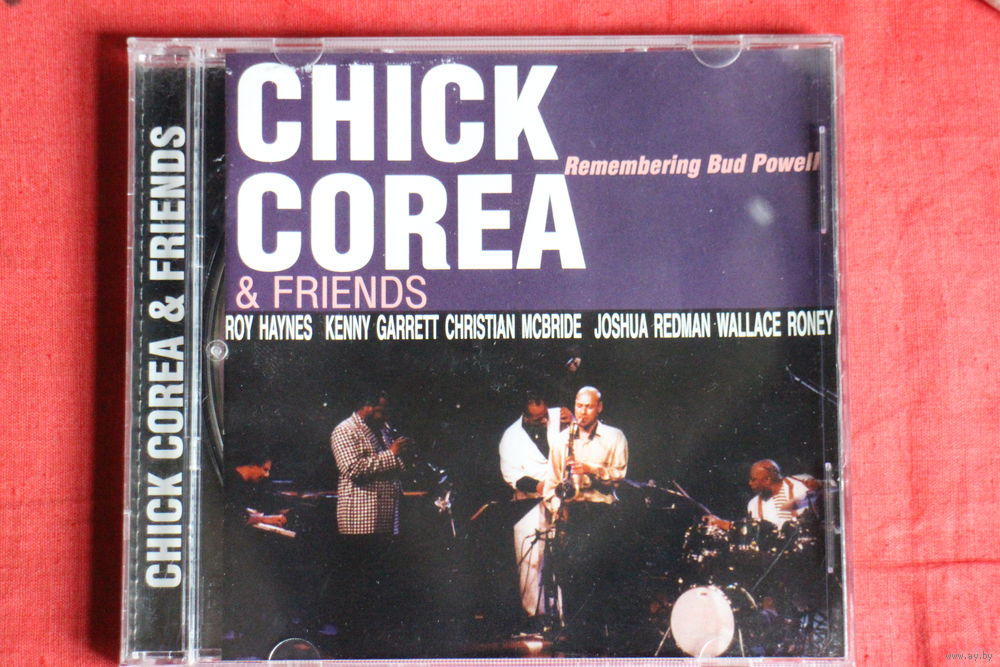 CHICK COREA & FRIENDS
CHICK
Remembering Bud Powell
COREA
& FRIENDS
ROY HAYNES KENNY GARRETT CHRISTIAN MCBRIDE JOSHUA REDMAN WALLACE RONEY
www.ay.by